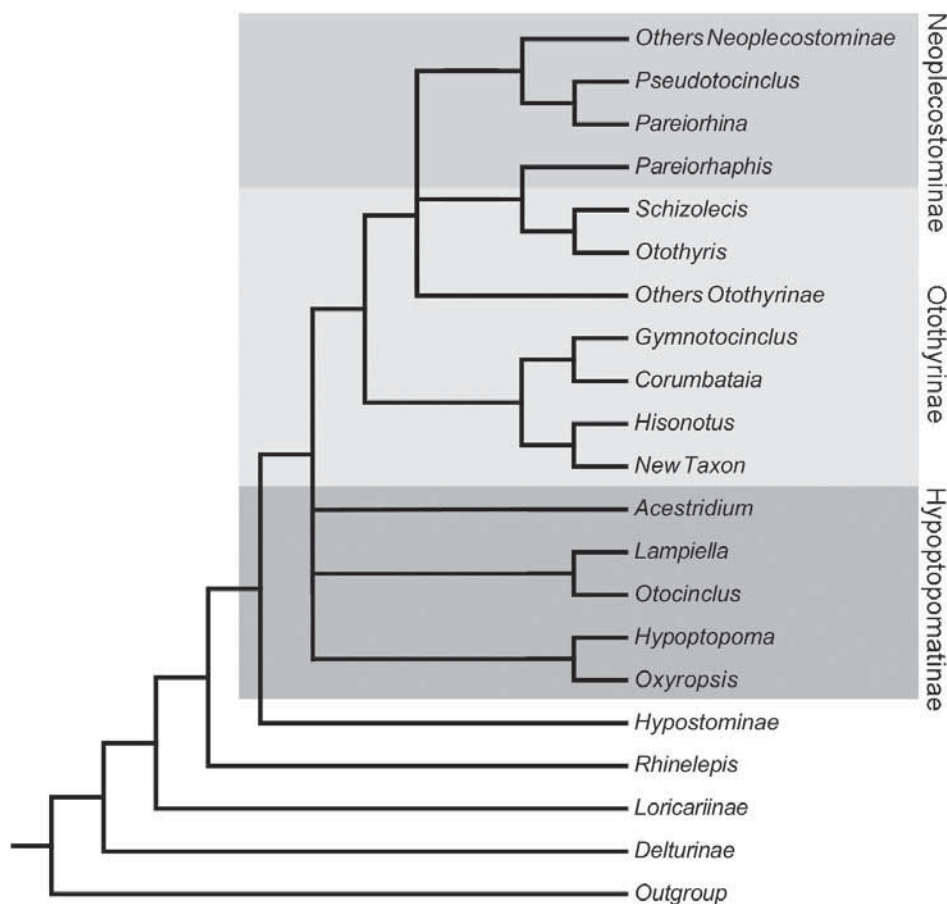 Others Neoplecostominae
Pseudotocinclus
Pareiorhina
Pareiorhaphis
Schizolecis
Otothyris
Others Otothyrinae
Gymnotocinclus
Corumbataia
Hisonotus
New Taxon
Acestridium
Lampiella
Otocinclus
Hypoptopoma
Oxyropsis
Hypostominae
Rhinelepis
Loricariinae
Delturinae
Outgroup
Neoplecostominae
Otothyrinae
Hypoptopomatinae